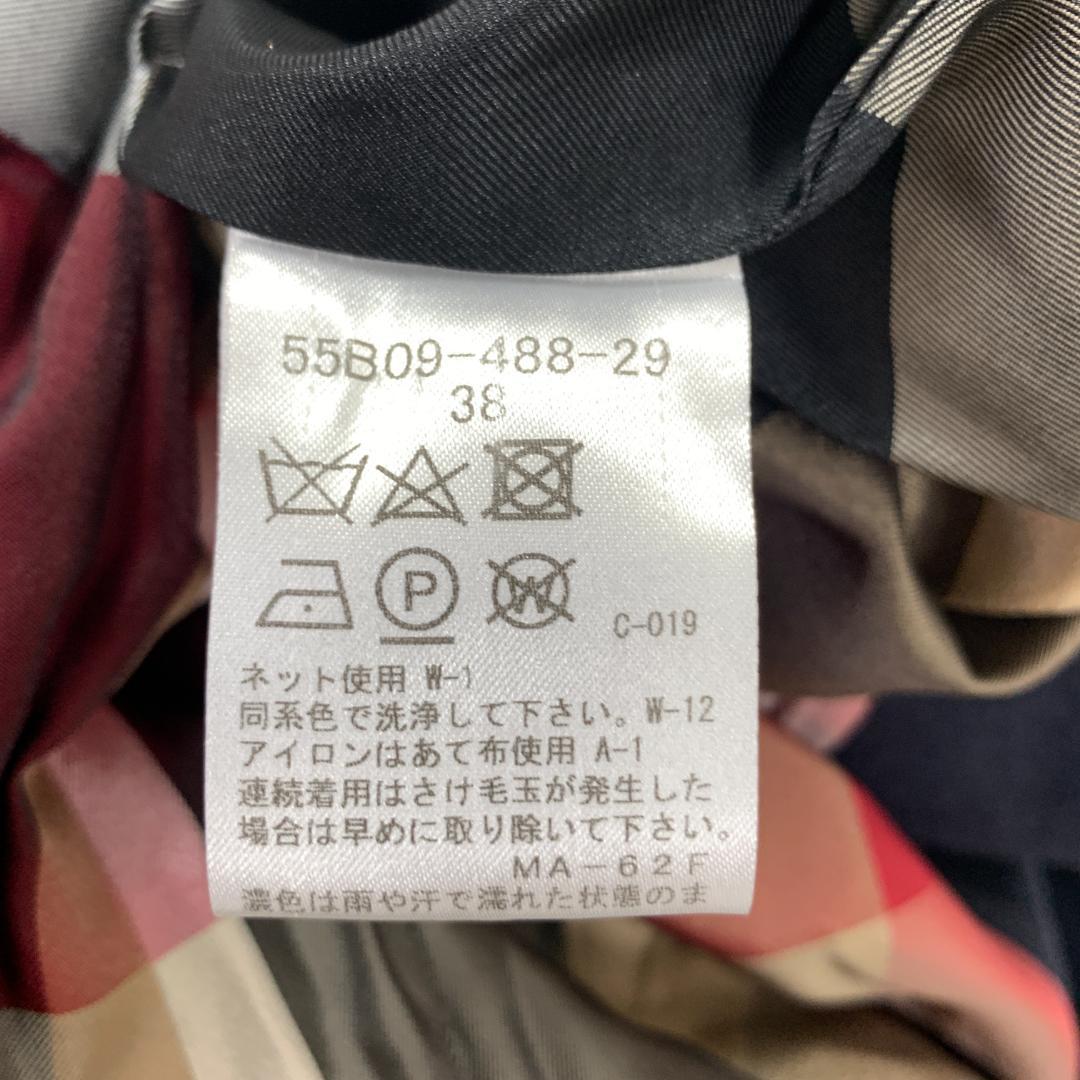 55B09-488-29
38
P
W
C-019
ネット使用 W-1
同系色で洗浄して下さい。W-12
アイロンはあて布使用 A-1
連続着用はさけ毛玉が発生した
場合は早めに取り除いて下さい。
MA-62F
濃色は雨や汗で濡れた状態のま